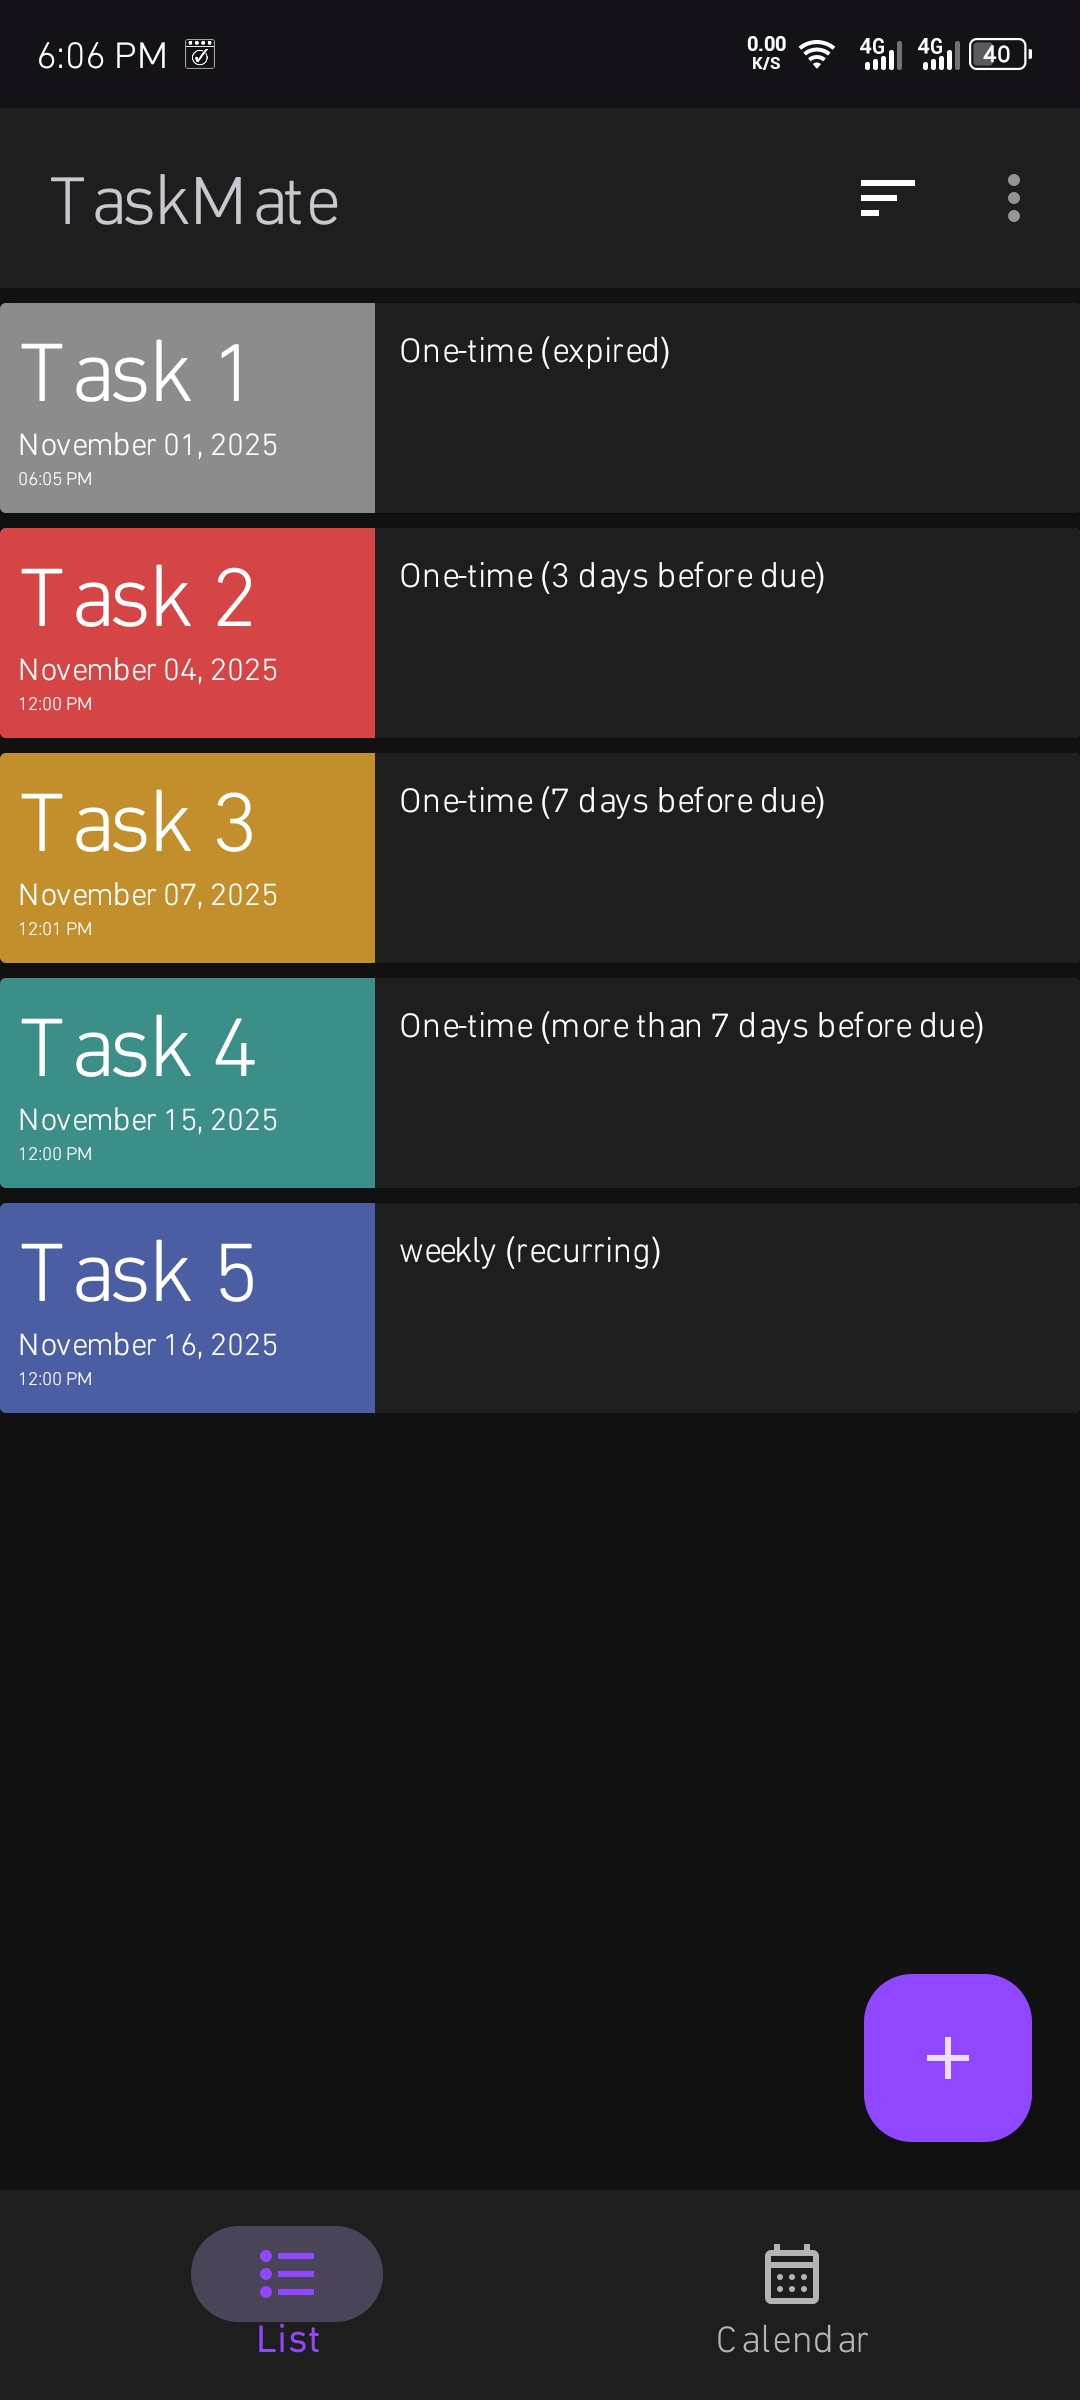 6:06 PM
0.00
K/S
4G
4G
40
TaskMate
Task 1
November 01, 2025
06:05 PM
One-time (expired)
Task 2
November 04, 2025
12:00 PM
One-time (3 days before due)
Task 3
November 07, 2025
12:01 PM
One-time (7 days before due)
Task 4
November 15, 2025
12:00 PM
One-time (more than 7 days before due)
Task 5
November 16, 2025
12:00 PM
weekly (recurring)
List
Calendar